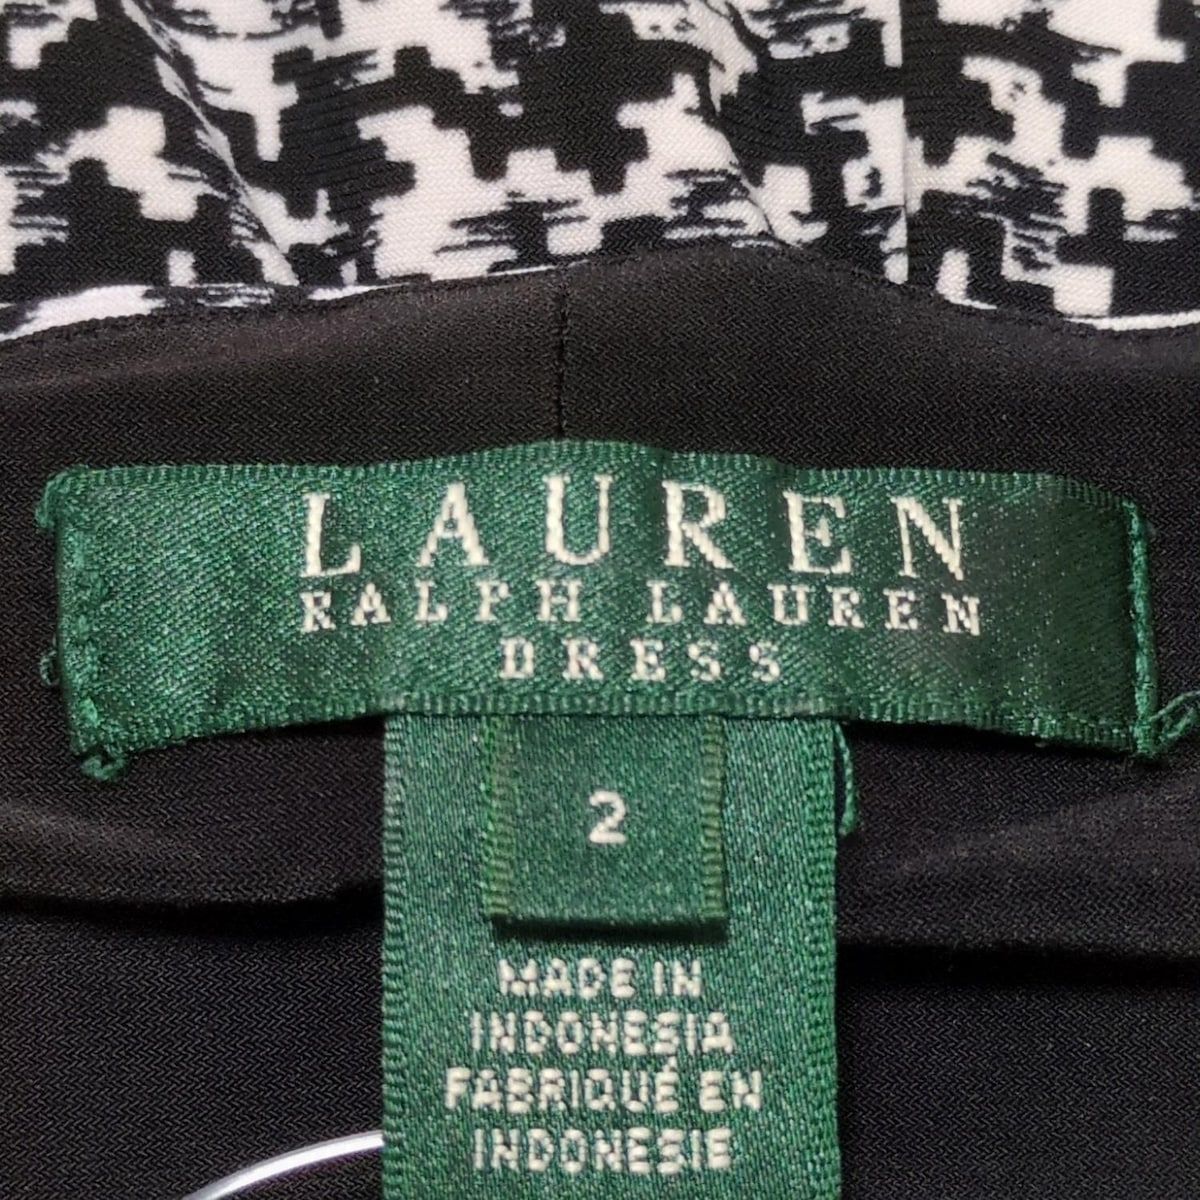 LAUREN
RALPH LAUREN
DRESS
2
MADE IN
INDONESIA
FABRIQUÉ EN
INDONESIE